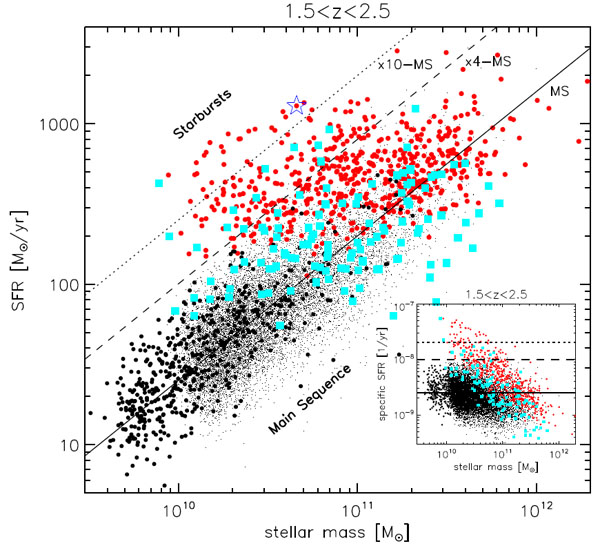 1.5<z<2.5
x10-MS
x4-MS
MS
Starbursts
Main Sequence
SFR [M⊙/yr]
1000
100
10
10¹⁰
10¹¹
10¹²
stellar mass [M⊙]
1.5<z<2.5
specific SFR [1/yr]
10⁻⁷
10⁻⁸
10⁻⁹
10¹⁰
10¹¹
10¹²
stellar mass [M⊙]